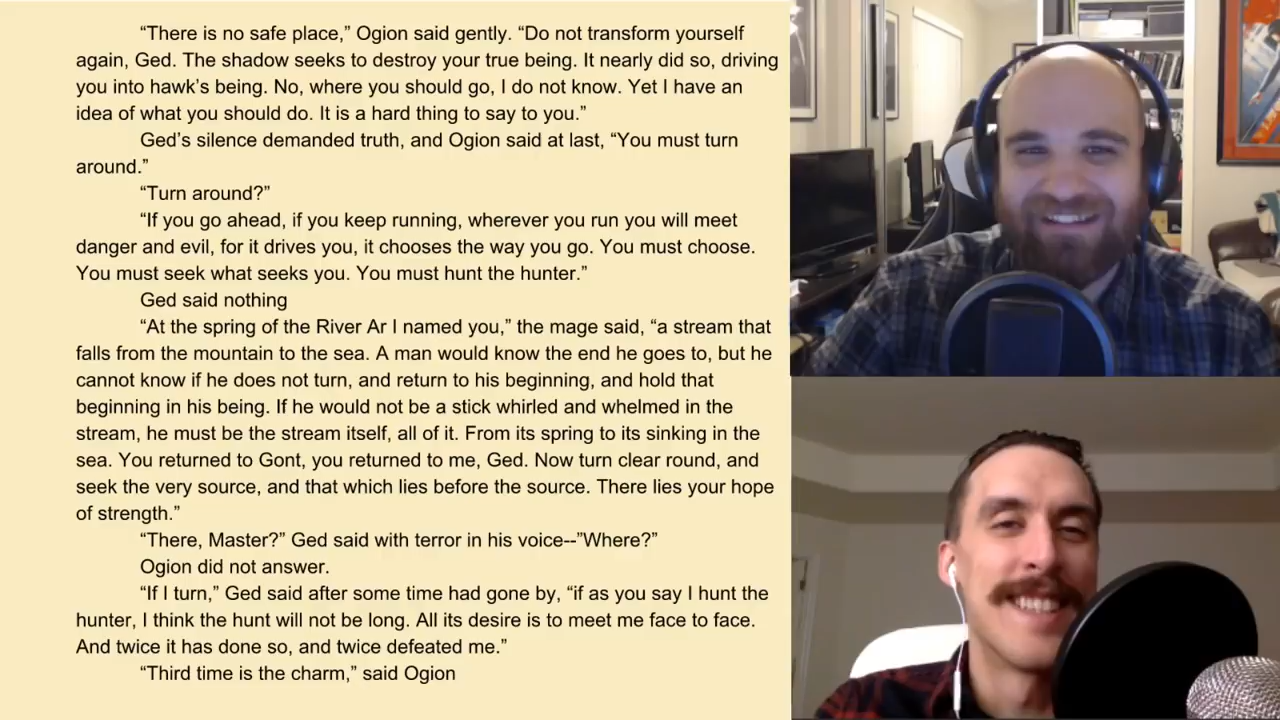 “There is no safe place,” Ogion said gently. “Do not transform yourself
again, Ged. The shadow seeks to destroy your true being. It nearly did so, driving
you into hawk’s being. No, where you should go, I do not know. Yet I have an
idea of what you should do. It is a hard thing to say to you.”
Ged’s silence demanded truth, and Ogion said at last, “You must turn
around.”
“Turn around?”
“If you go ahead, if you keep running, wherever you run you will meet
danger and evil, for it drives you, it chooses the way you go. You must choose.
You must seek what seeks you. You must hunt the hunter.”
Ged said nothing
“At the spring of the River Ar I named you,” the mage said, “a stream that
falls from the mountain to the sea. A man would know the end he goes to, but he
cannot know if he does not turn, and return to his beginning, and hold that
beginning in his being. If he would not be a stick whirled and whelmed in the
stream, he must be the stream itself, all of it. From its spring to its sinking in the
sea. You returned to Gont, you returned to me, Ged. Now turn clear round, and
seek the very source, and that which lies before the source. There lies your hope
of strength.”
“There, Master?” Ged said with terror in his voice--”Where?”
Ogion did not answer.
“If I turn,” Ged said after some time had gone by, “if as you say I hunt the
hunter, I think the hunt will not be long. All its desire is to meet me face to face.
And twice it has done so, and twice defeated me.”
“Third time is the charm,” said Ogion